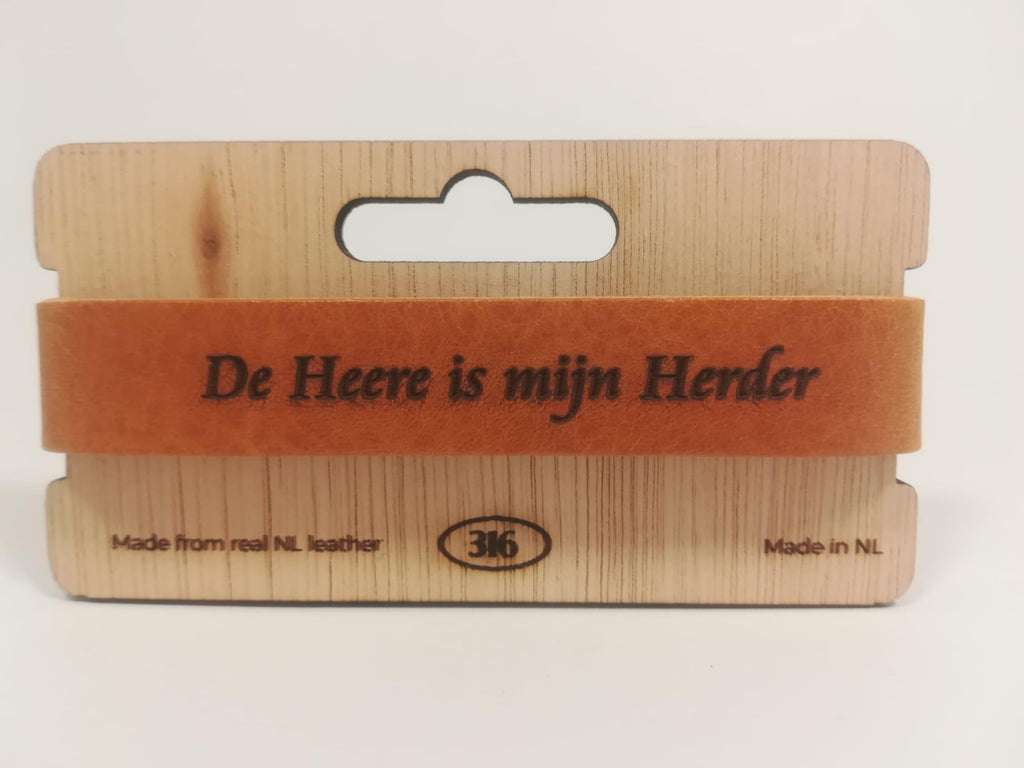 De Heere is mijn Herder
Made from real NL leather
316
Made in NL